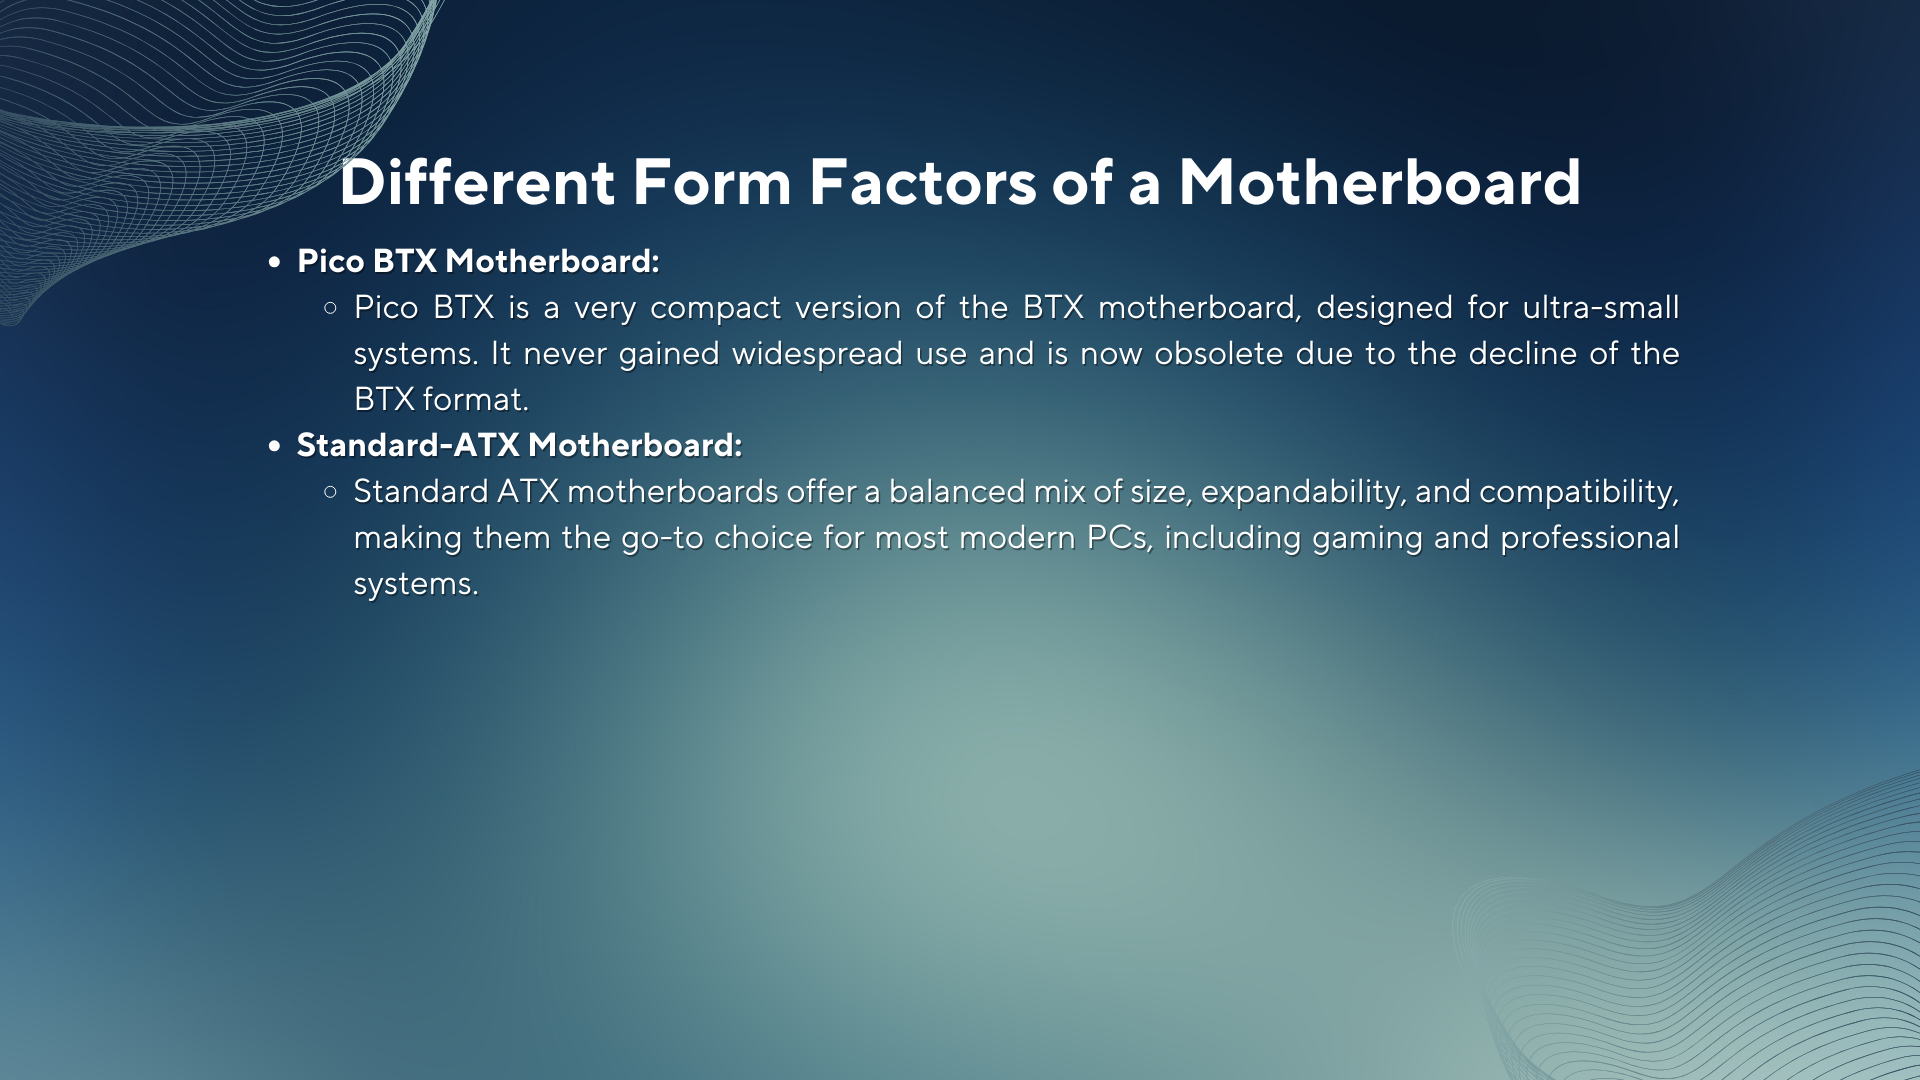 Different Form Factors of a Motherboard
• Pico BTX Motherboard:
○ Pico BTX is a very compact version of the BTX motherboard, designed for ultra-small
systems. It never gained widespread use and is now obsolete due to the decline of the
BTX format.
• Standard-ATX Motherboard:
○ Standard ATX motherboards offer a balanced mix of size, expandability, and compatibility,
making them the go-to choice for most modern PCs, including gaming and professional
systems.